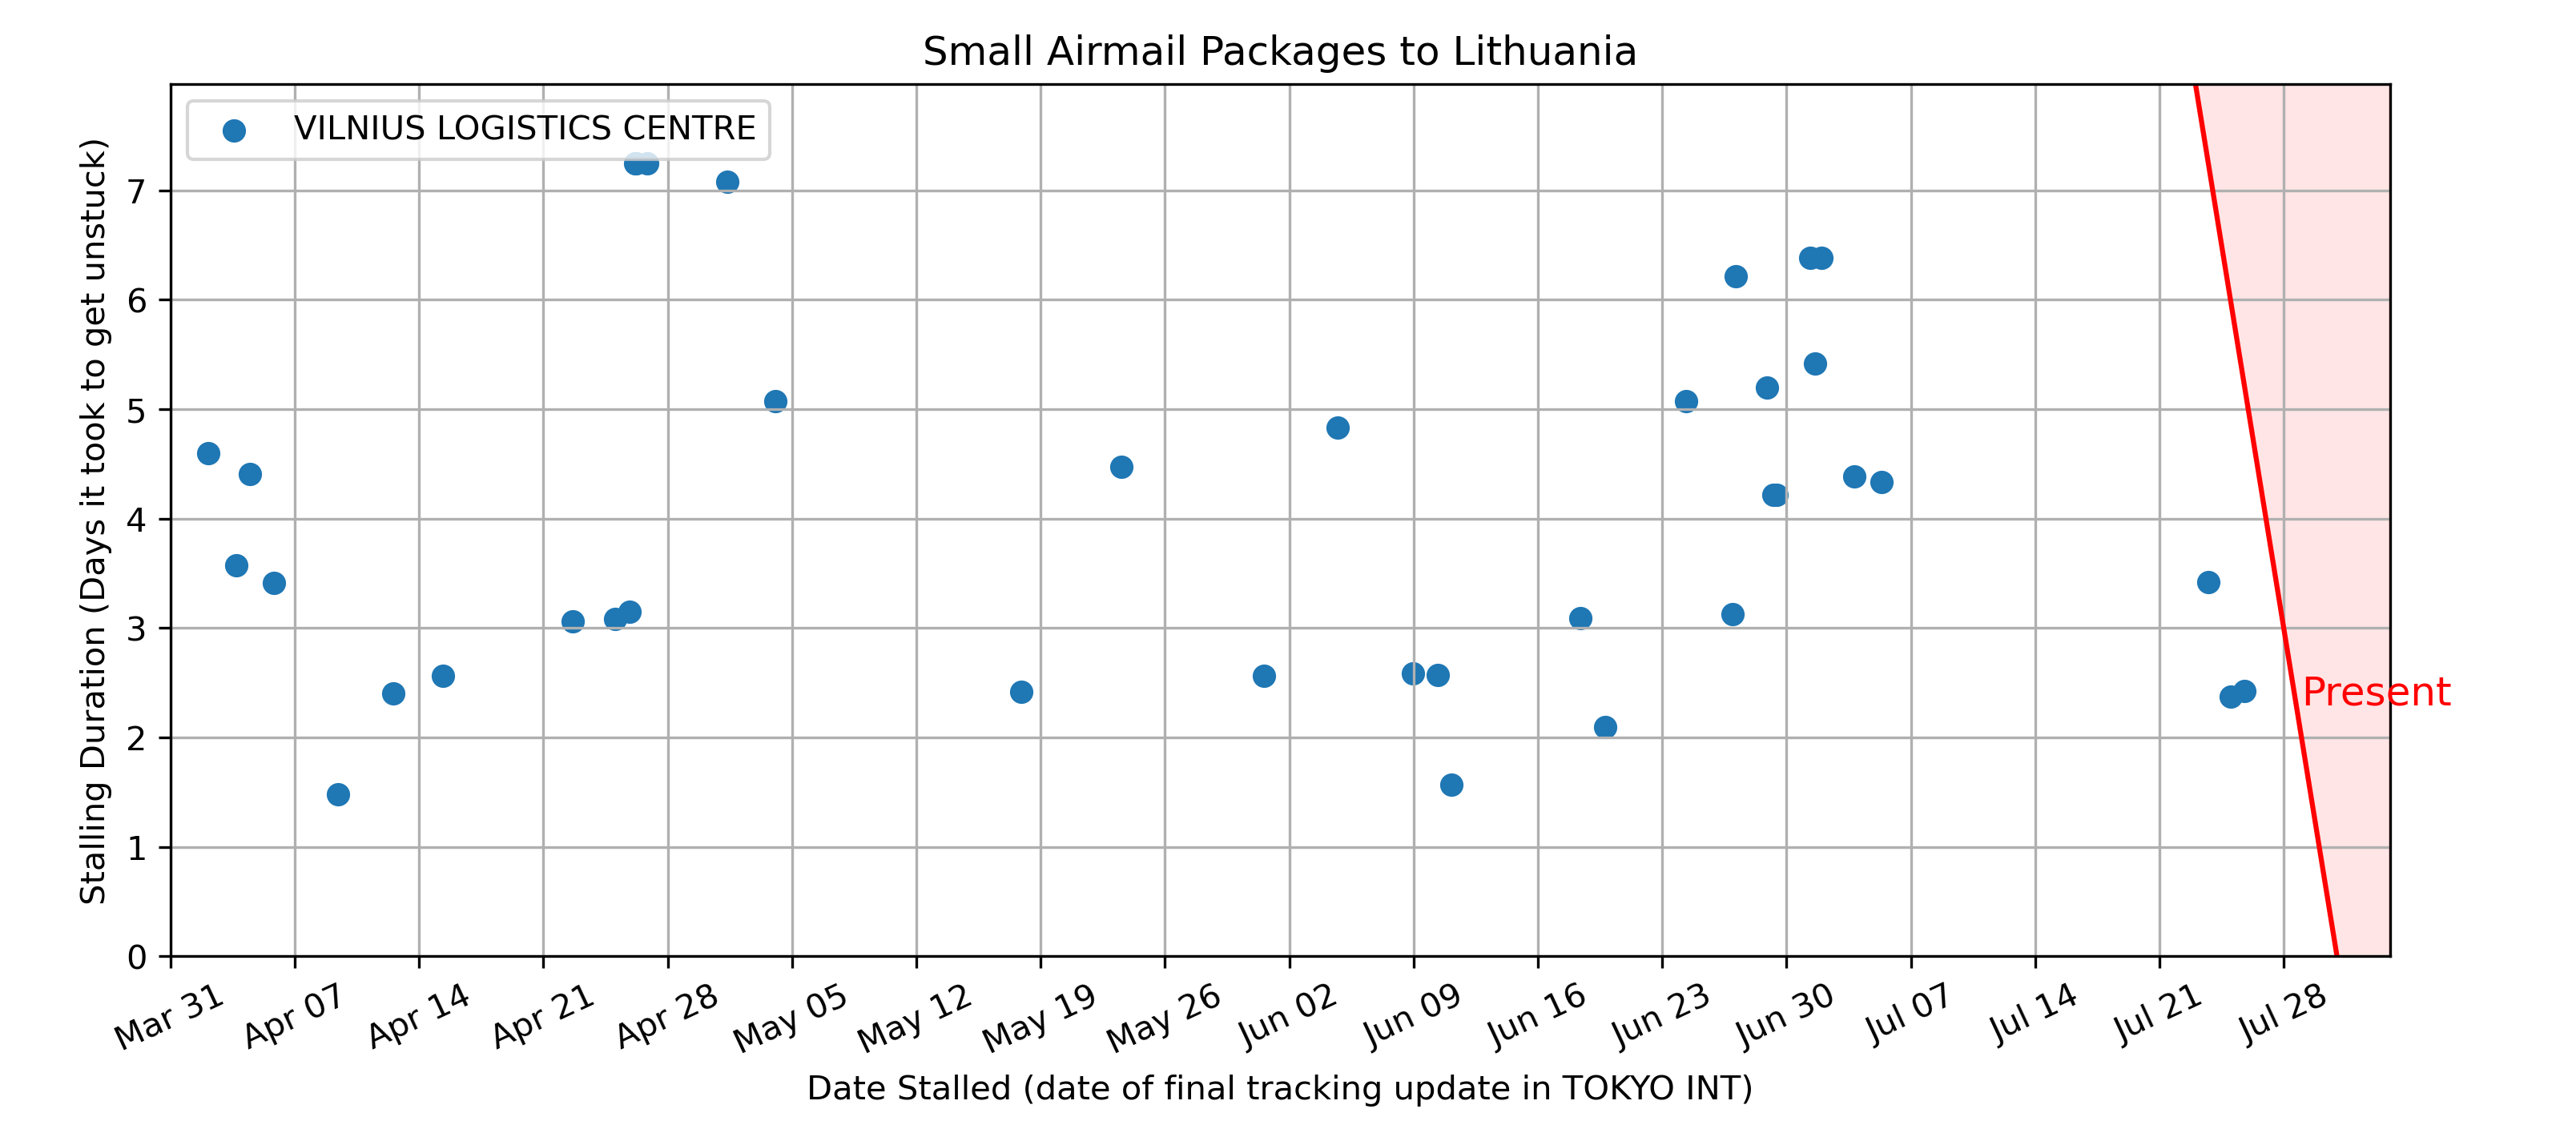 Small Airmail Packages to Lithuania
VILNIUS LOGISTICS CENTRE
Stalling Duration (Days it took to get unstuck)
7
6
5
4
3
2
1
0
Present
Mar 31
Apr 07
Apr 14
Apr 21
Apr 28
May 05
May 12
May 19
May 26
Jun 02
Jun 09
Jun 16
Jun 23
Jun 30
Jul 07
Jul 14
Jul 21
Jul 28
Date Stalled (date of final tracking update in TOKYO INT)